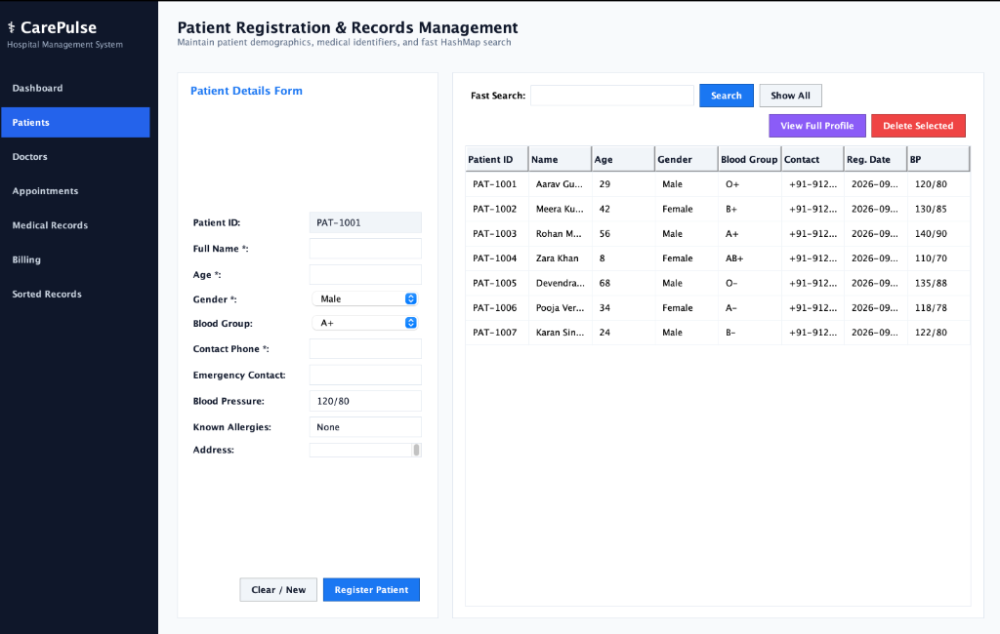 ⚕ CarePulse
Hospital Management System
Dashboard
Patients
Doctors
Appointments
Medical Records
Billing
Sorted Records
Patient Registration & Records Management
Maintain patient demographics, medical identifiers, and fast HashMap search
Patient Details Form
Patient ID: PAT-1001
Full Name *:
Age *:
Gender *: Male
Blood Group: A+
Contact Phone *:
Emergency Contact:
Blood Pressure: 120/80
Known Allergies: None
Address:
Clear / New Register Patient
Fast Search: Search Show All
View Full Profile Delete Selected
Patient ID Name Age Gender Blood Group Contact Reg. Date BP
PAT-1001 Aarav Gu... 29 Male O+ +91-912... 2026-09... 120/80
PAT-1002 Meera Ku... 42 Female B+ +91-912... 2026-09... 130/85
PAT-1003 Rohan M... 56 Male A+ +91-912... 2026-09... 140/90
PAT-1004 Zara Khan 8 Female AB+ +91-912... 2026-09... 110/70
PAT-1005 Devendra... 68 Male O- +91-912... 2026-09... 135/88
PAT-1006 Pooja Ver... 34 Female A- +91-912... 2026-09... 118/78
PAT-1007 Karan Sin... 24 Male B- +91-912... 2026-09... 122/80